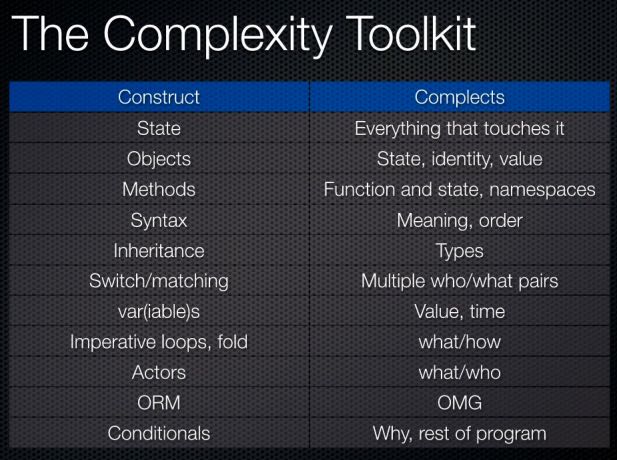 The Complexity Toolkit
Construct Complects
State Everything that touches it
Objects State, identity, value
Methods Function and state, namespaces
Syntax Meaning, order
Inheritance Types
Switch/matching Multiple who/what pairs
var(iable)s Value, time
Imperative loops, fold what/how
Actors what/who
ORM OMG
Conditionals Why, rest of program